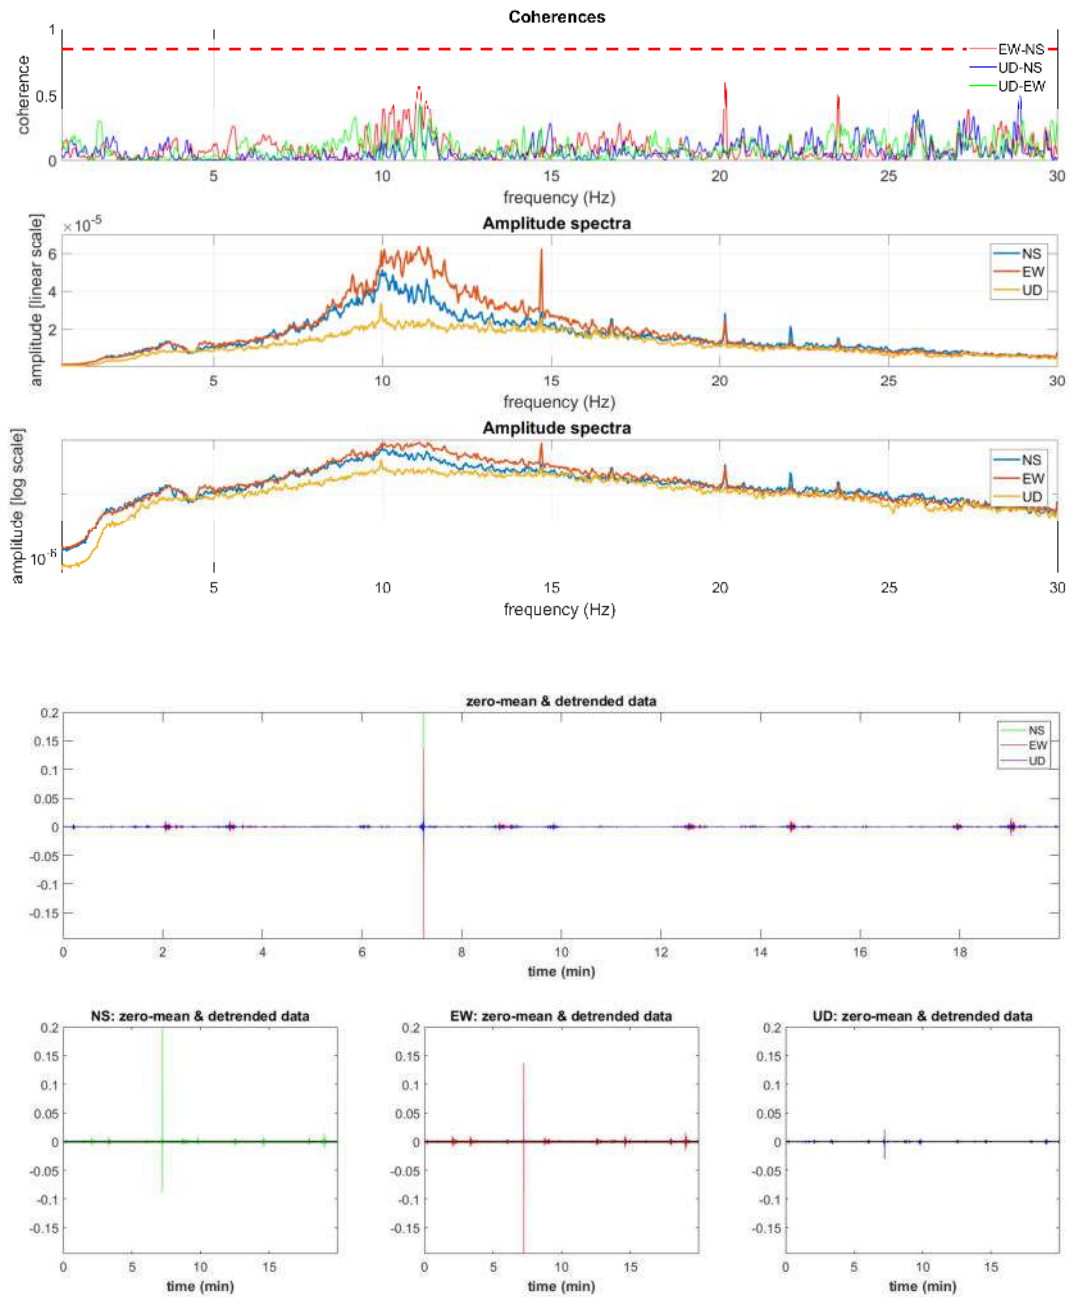 Coherences
1
0.5
0
coherence
EW-NS
UD-NS
UD-EW
5 10 15 20 25 30
frequency (Hz)
Amplitude spectra
× 10⁻⁵
6
4
2
amplitude [linear scale]
NS
EW
UD
5 10 15 20 25 30
frequency (Hz)
Amplitude spectra
10⁻⁶
amplitude [log scale]
NS
EW
UD
5 10 15 20 25 30
frequency (Hz)
zero-mean & detrended data
0.2
0.15
0.1
0.05
0
-0.05
-0.1
-0.15
NS
EW
UD
0 2 4 6 8 10 12 14 16 18
time (min)
NS: zero-mean & detrended data
0.2
0.15
0.1
0.05
0
-0.05
-0.1
-0.15
0 5 10 15
time (min)
EW: zero-mean & detrended data
0.2
0.15
0.1
0.05
0
-0.05
-0.1
-0.15
0 5 10 15
time (min)
UD: zero-mean & detrended data
0.2
0.15
0.1
0.05
0
-0.05
-0.1
-0.15
0 5 10 15
time (min)